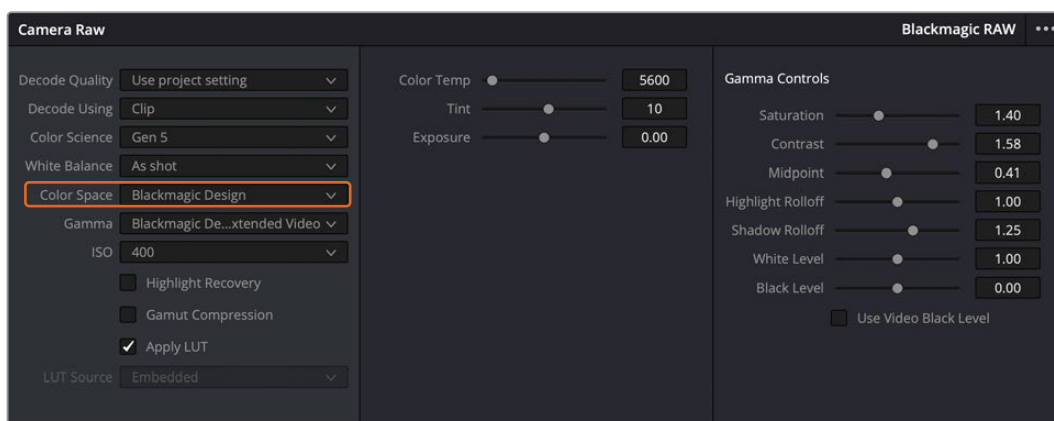 Camera Raw
Blackmagic RAW
Decode Quality Use project setting
Decode Using Clip
Color Science Gen 5
White Balance As shot
Color Space Blackmagic Design
Gamma Blackmagic De...xtended Video
ISO 400
Highlight Recovery
Gamut Compression
Apply LUT
LUT Source Embedded
Color Temp 5600
Tint 10
Exposure 0.00
Gamma Controls
Saturation 1.40
Contrast 1.58
Midpoint 0.41
Highlight Rolloff 1.00
Shadow Rolloff 1.25
White Level 1.00
Black Level 0.00
Use Video Black Level